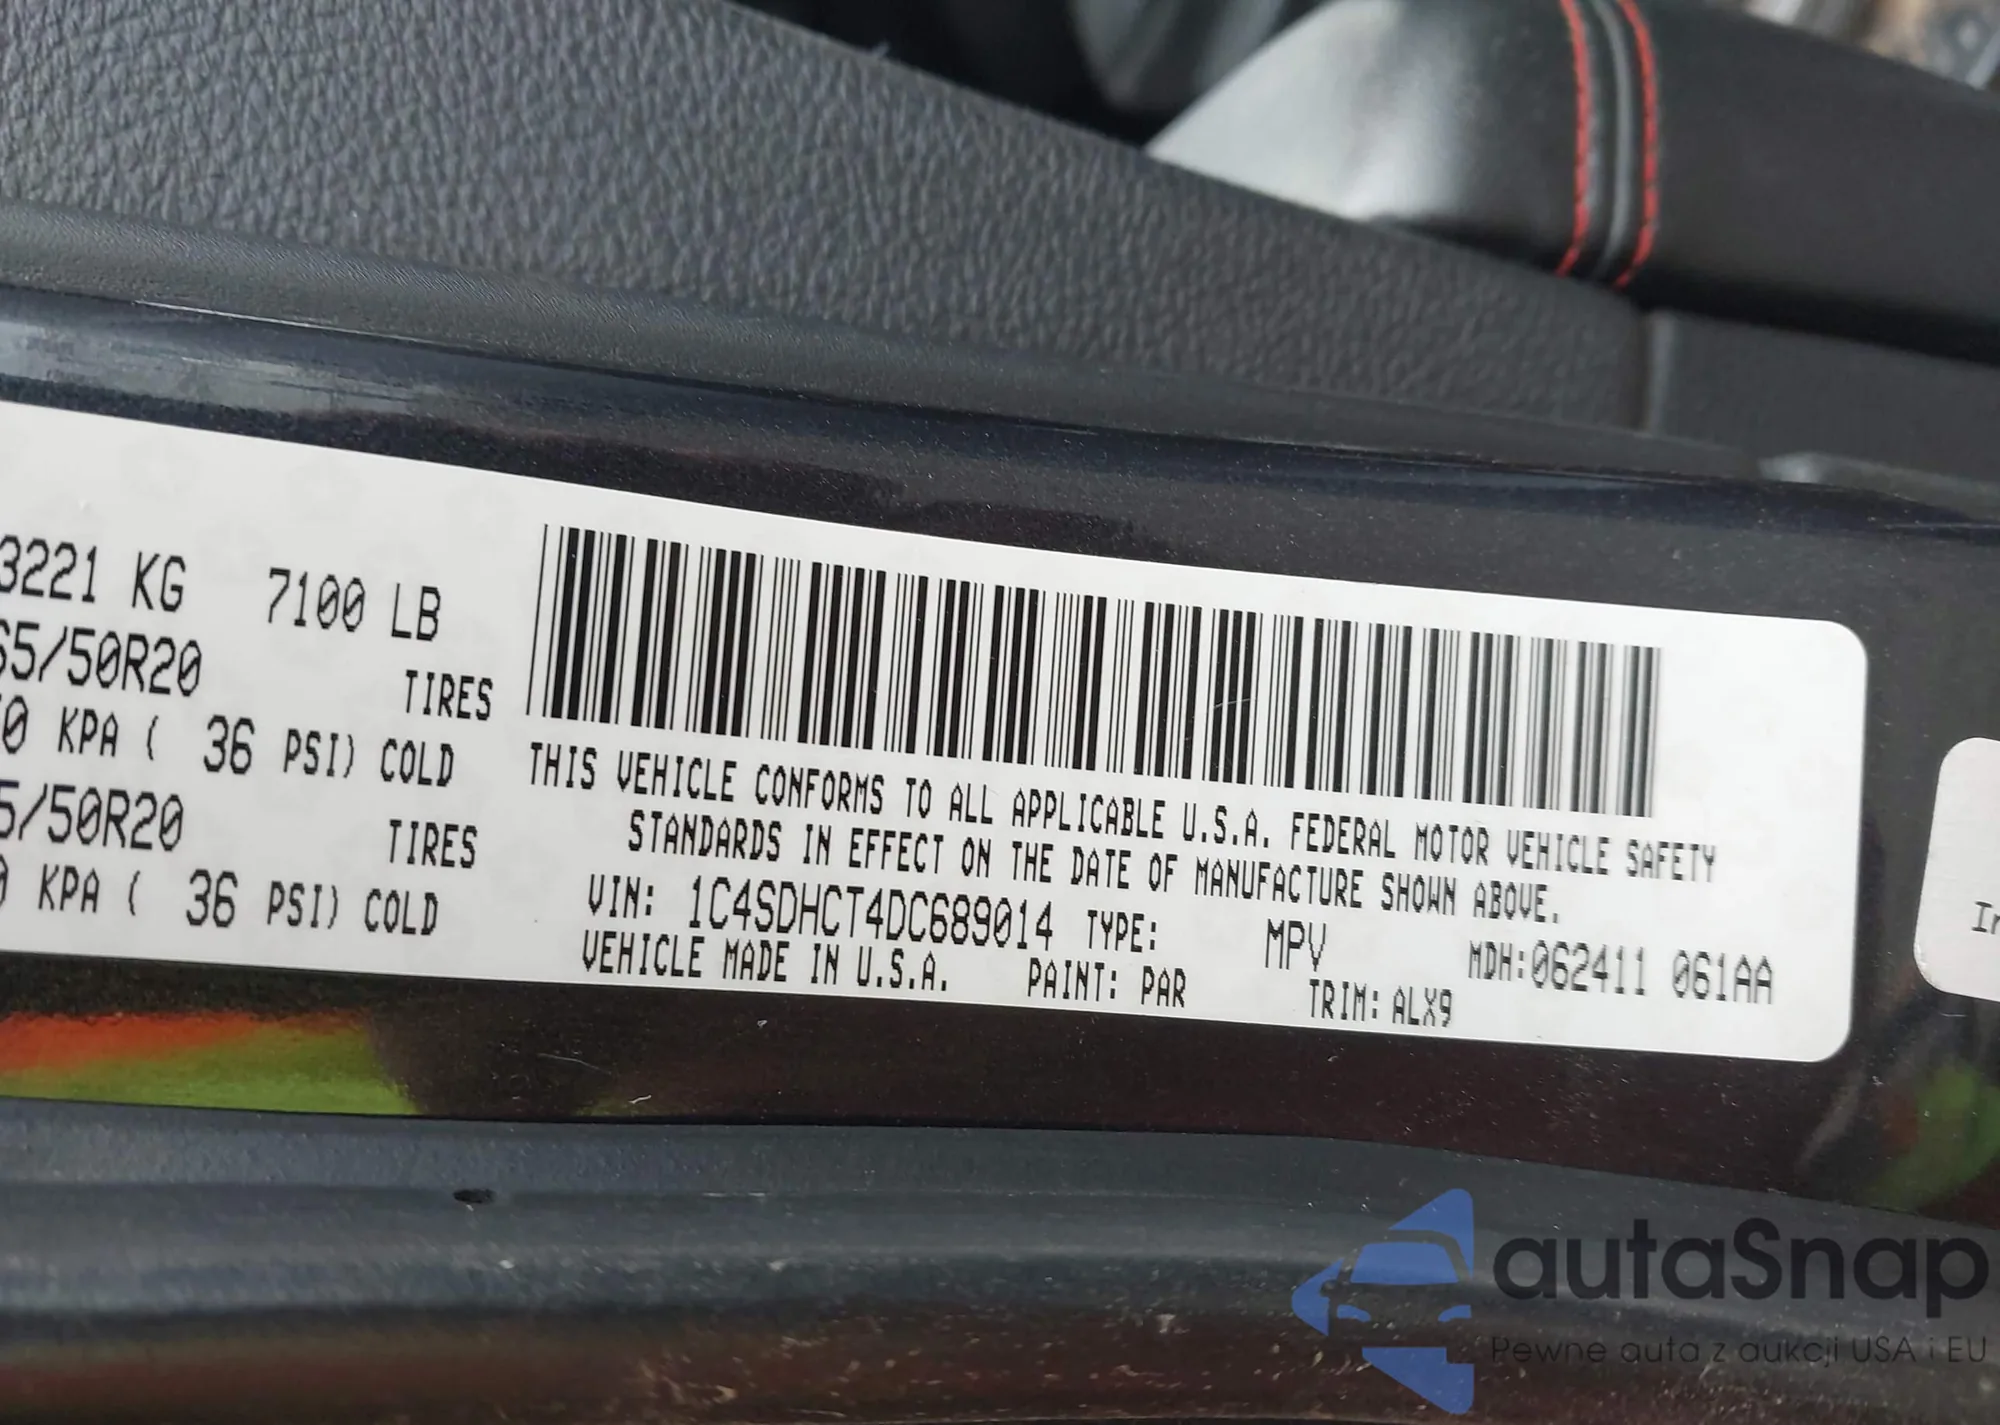 3221 KG 7100 LB
65/50R20 TIRES
0 KPA ( 36 PSI) COLD
5/50R20 TIRES
0 KPA ( 36 PSI) COLD
THIS VEHICLE CONFORMS TO ALL APPLICABLE U.S.A. FEDERAL MOTOR VEHICLE SAFETY
STANDARDS IN EFFECT ON THE DATE OF MANUFACTURE SHOWN ABOVE.
VIN: 1C4SDHCT4DC689014 TYPE: MPV MDH:062411 061AA
VEHICLE MADE IN U.S.A. PAINT: PAR TRIM: ALX9
autaSnap
Pewne auta z aukcji USA i EU